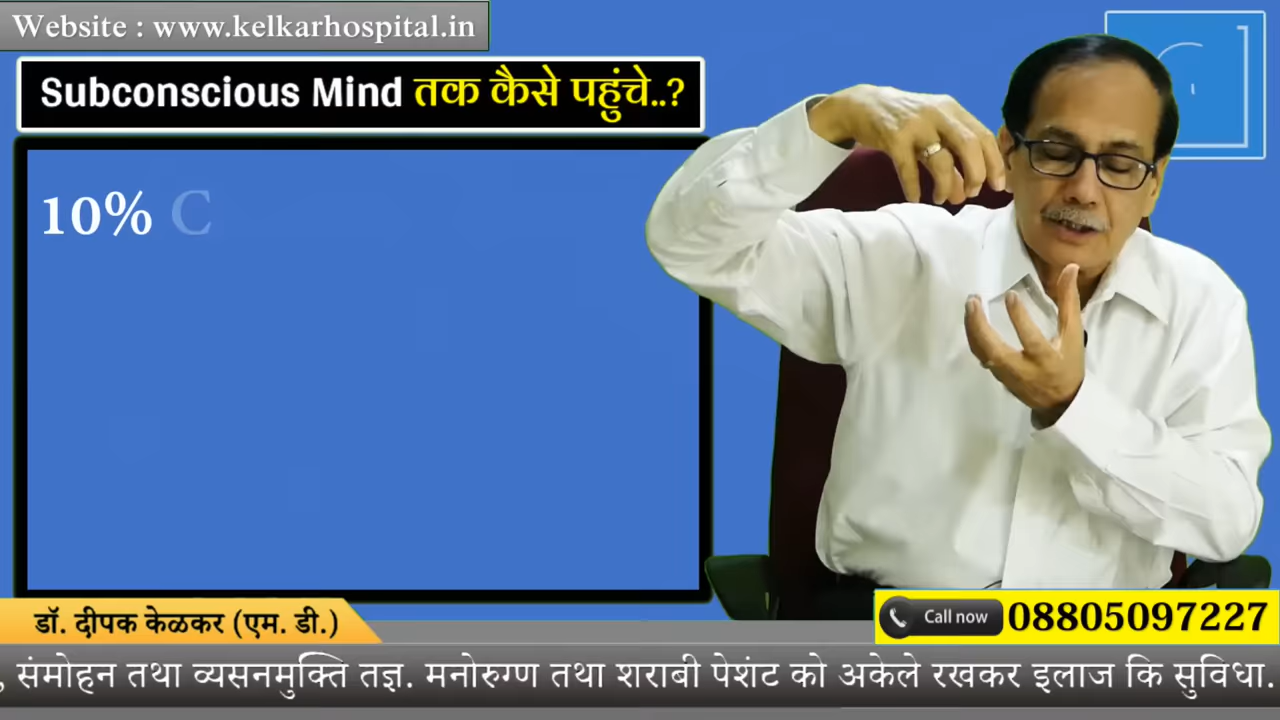 Website : www.kelkarhospital.in
Subconscious Mind तक कैसे पहुंचे..?
10% C
डॉ. दीपक केळकर (एम. डी.)
Call now 08805097227
, संमोहन तथा व्यसनमुक्ति तज्ञ. मनोरुग्ण तथा शराबी पेशंट को अकेले रखकर इलाज कि सुविधा.